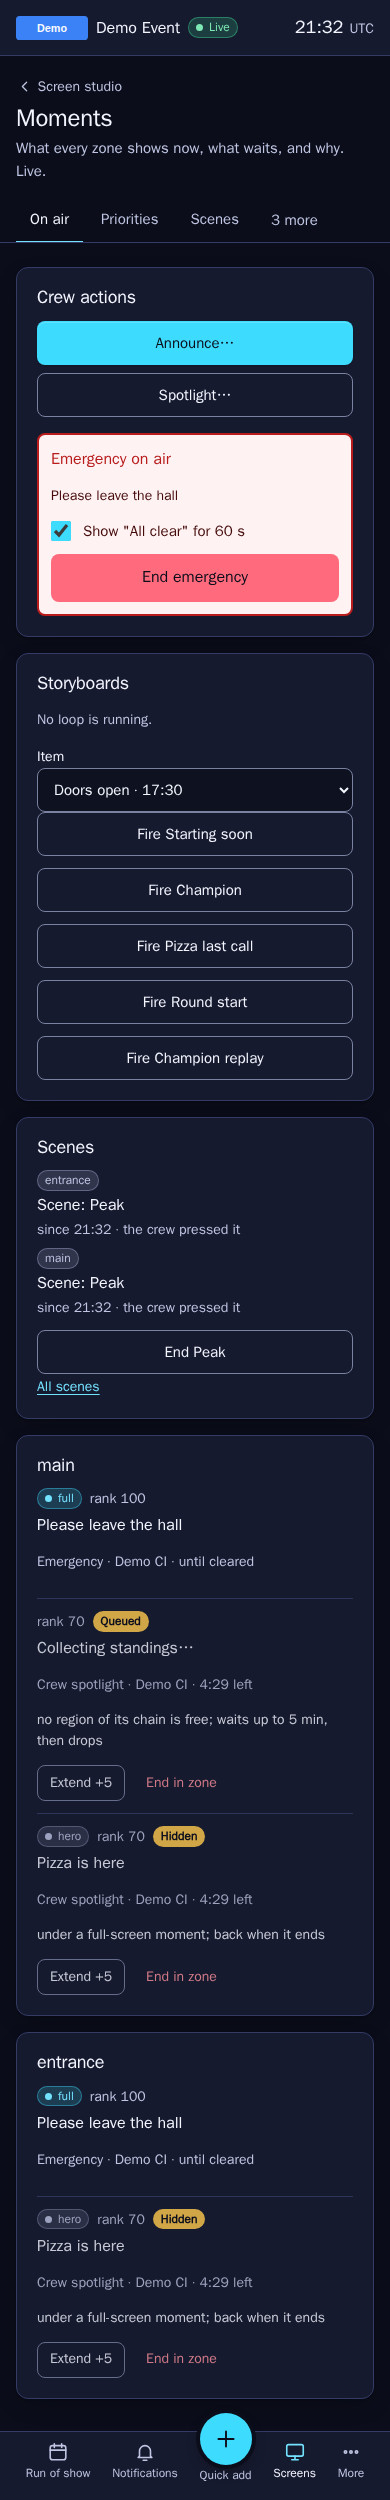 Demo Demo Event Live 21:32 UTC
Screen studio
Moments
What every zone shows now, what waits, and why.
Live.
On air Priorities Scenes 3 more
Crew actions
Announce…
Spotlight…
Emergency on air
Please leave the hall
Show "All clear" for 60 s
End emergency
Storyboards
No loop is running.
Item
Doors open · 17:30
Fire Starting soon
Fire Champion
Fire Pizza last call
Fire Round start
Fire Champion replay
Scenes
entrance
Scene: Peak
since 21:32 · the crew pressed it
main
Scene: Peak
since 21:32 · the crew pressed it
End Peak
All scenes
main
full rank 100
Please leave the hall
Emergency · Demo CI · until cleared
rank 70 Queued
Collecting standings…
Crew spotlight · Demo CI · 4:29 left
no region of its chain is free; waits up to 5 min,
then drops
Extend +5 End in zone
hero rank 70 Hidden
Pizza is here
Crew spotlight · Demo CI · 4:29 left
under a full-screen moment; back when it ends
Extend +5 End in zone
entrance
full rank 100
Please leave the hall
Emergency · Demo CI · until cleared
hero rank 70 Hidden
Pizza is here
Crew spotlight · Demo CI · 4:29 left
under a full-screen moment; back when it ends
Extend +5 End in zone
Run of show Notifications Quick add Screens More